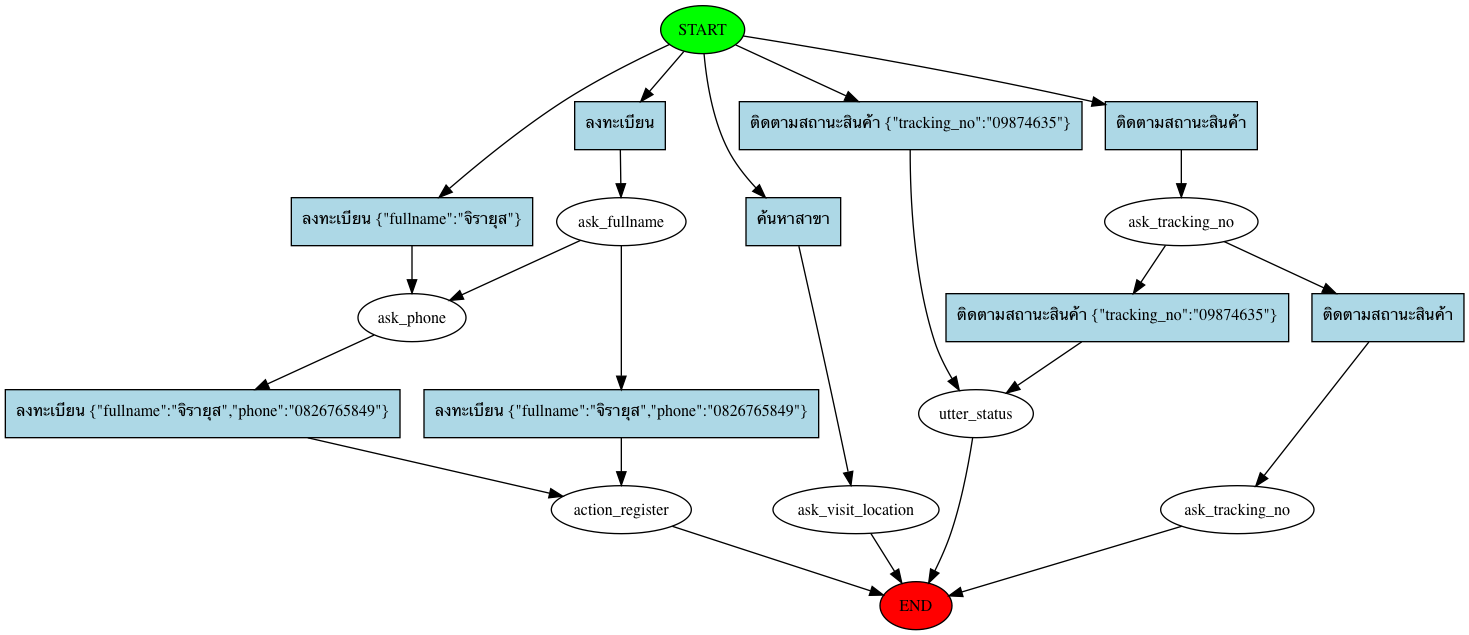 START
ลงทะเบียน
ติดตามสถานะสินค้า {"tracking_no":"09874635"}
ติดตามสถานะสินค้า
ลงทะเบียน {"fullname":"จิรายุส"}
ask_fullname
ค้นหาสาขา
ask_tracking_no
ask_phone
ติดตามสถานะสินค้า {"tracking_no":"09874635"}
ติดตามสถานะสินค้า
ลงทะเบียน {"fullname":"จิรายุส","phone":"0826765849"}
ลงทะเบียน {"fullname":"จิรายุส","phone":"0826765849"}
utter_status
action_register
ask_visit_location
ask_tracking_no
END